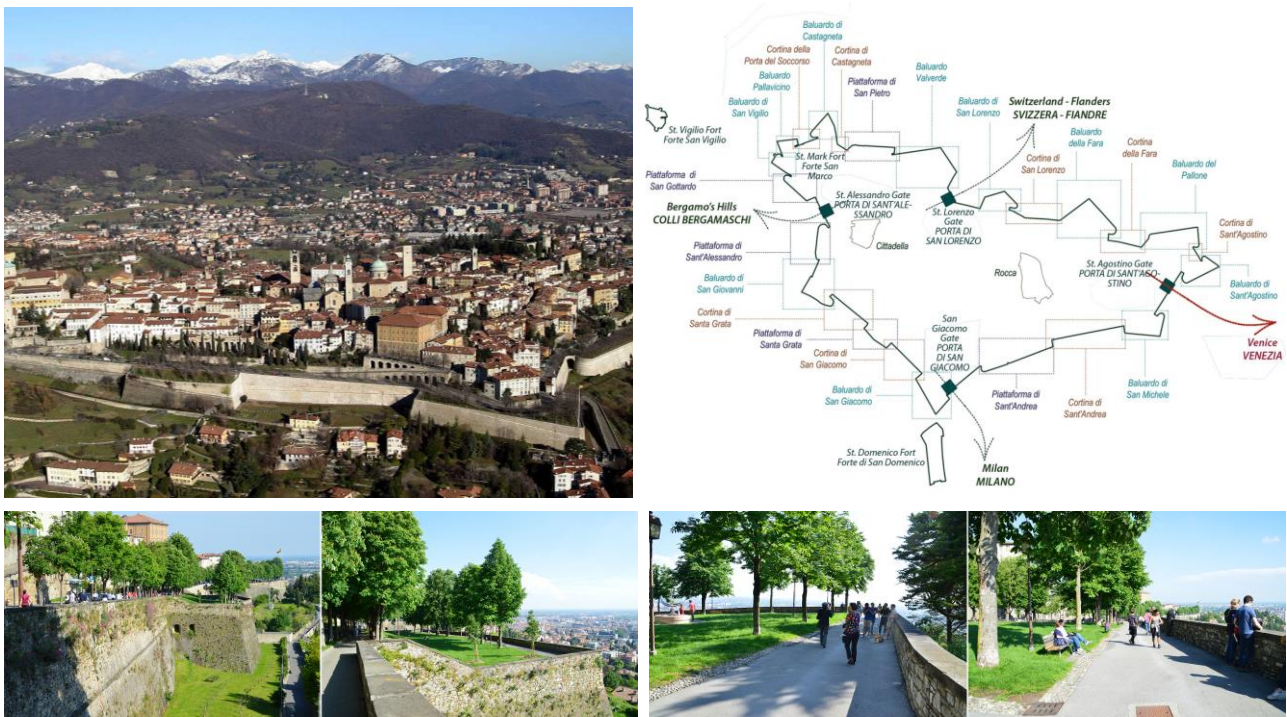 Baluardo di
Castagneta
Cortina della
Porta del Soccorso
Cortina di
Castagneta
Baluardo
Pallavicino
Piattaforma di
San Pietro
Baluardo
Valverde
Baluardo di
San Vigilio
Baluardo di
San Lorenzo
Switzerland - Flanders
SVIZZERA - FIANDRE
St. Vigilio Fort
Forte San Vigilio
Baluardo
della Fara
Cortina
della Fara
Cortina di
San Lorenzo
Baluardo del
Pallone
St. Mark Fort
Forte San
Marco
Piattaforma di
San Gottardo
Bergamo's Hills
COLLI BERGAMASCHI
St. Alessandro Gate
PORTA DI SANT'ALE-
SSANDRO
St. Lorenzo
Gate
PORTA DI
SAN LORENZO
Cittadella
Cortina di
Sant'Agostino
Piattaforma di
Sant'Alessandro
Rocca
St. Agostino Gate
PORTA DI SANT'AGO-
STINO
Baluardo di
San Giovanni
Baluardo di
Sant'Agostino
Cortina di
Santa Grata
Piattaforma di
Santa Grata
San
Giacomo
Gate
PORTA
DI SAN
GIACOMO
Venice
VENEZIA
Cortina di
San Giacomo
Baluardo di
San Giacomo
Piattaforma di
Sant'Andrea
Cortina di
Sant'Andrea
Baluardo di
San Michele
St. Domenico Fort
Forte di San Domenico
Milan
MILANO